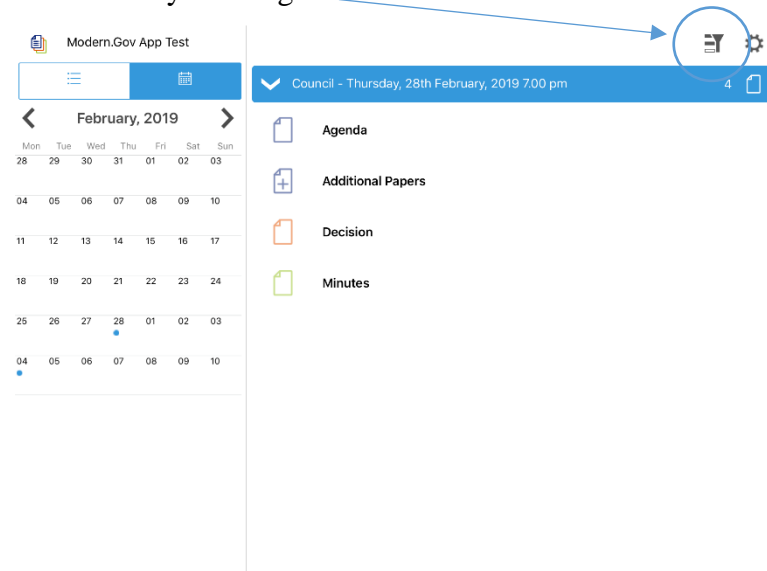 Modern.Gov App Test
February, 2019
Mon Tue Wed Thu Fri Sat Sun
28 29 30 31 01 02 03
04 05 06 07 08 09 10
11 12 13 14 15 16 17
18 19 20 21 22 23 24
25 26 27 28 01 02 03
04 05 06 07 08 09 10
Council - Thursday, 28th February, 2019 7.00 pm 4
Agenda
Additional Papers
Decision
Minutes